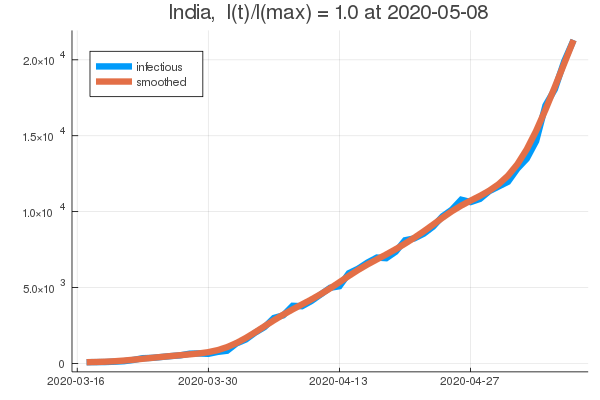 India,  I(t)/I(max) = 1.0 at 2020-05-08
infectious
smoothed
2.0×10⁴
1.5×10⁴
1.0×10⁴
5.0×10³
0
2020-03-16 2020-03-30 2020-04-13 2020-04-27